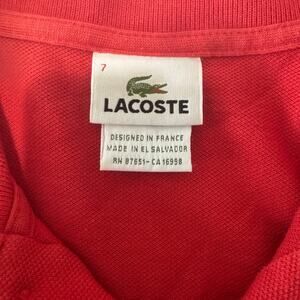 7
LACOSTE
DESIGNED IN FRANCE
MADE IN EL SALVADOR
RN 87651-CA 16998